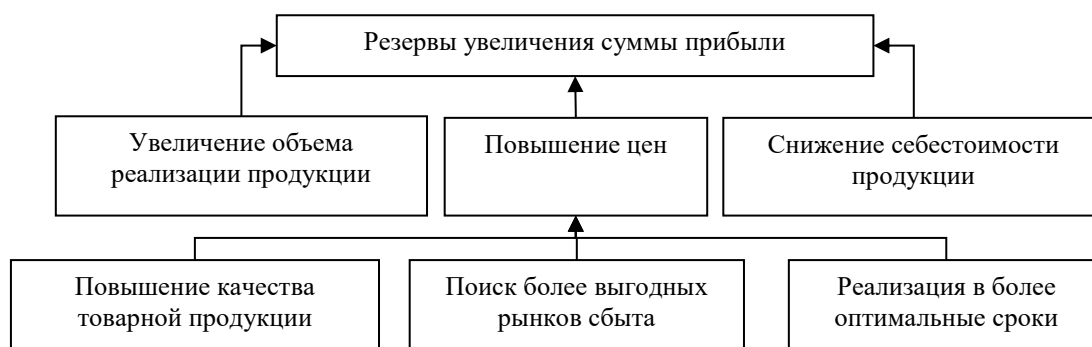 Резервы увеличения суммы прибыли
Увеличение объема
реализации продукции
Повышение цен
Снижение себестоимости
продукции
Повышение качества
товарной продукции
Поиск более выгодных
рынков сбыта
Реализация в более
оптимальные сроки